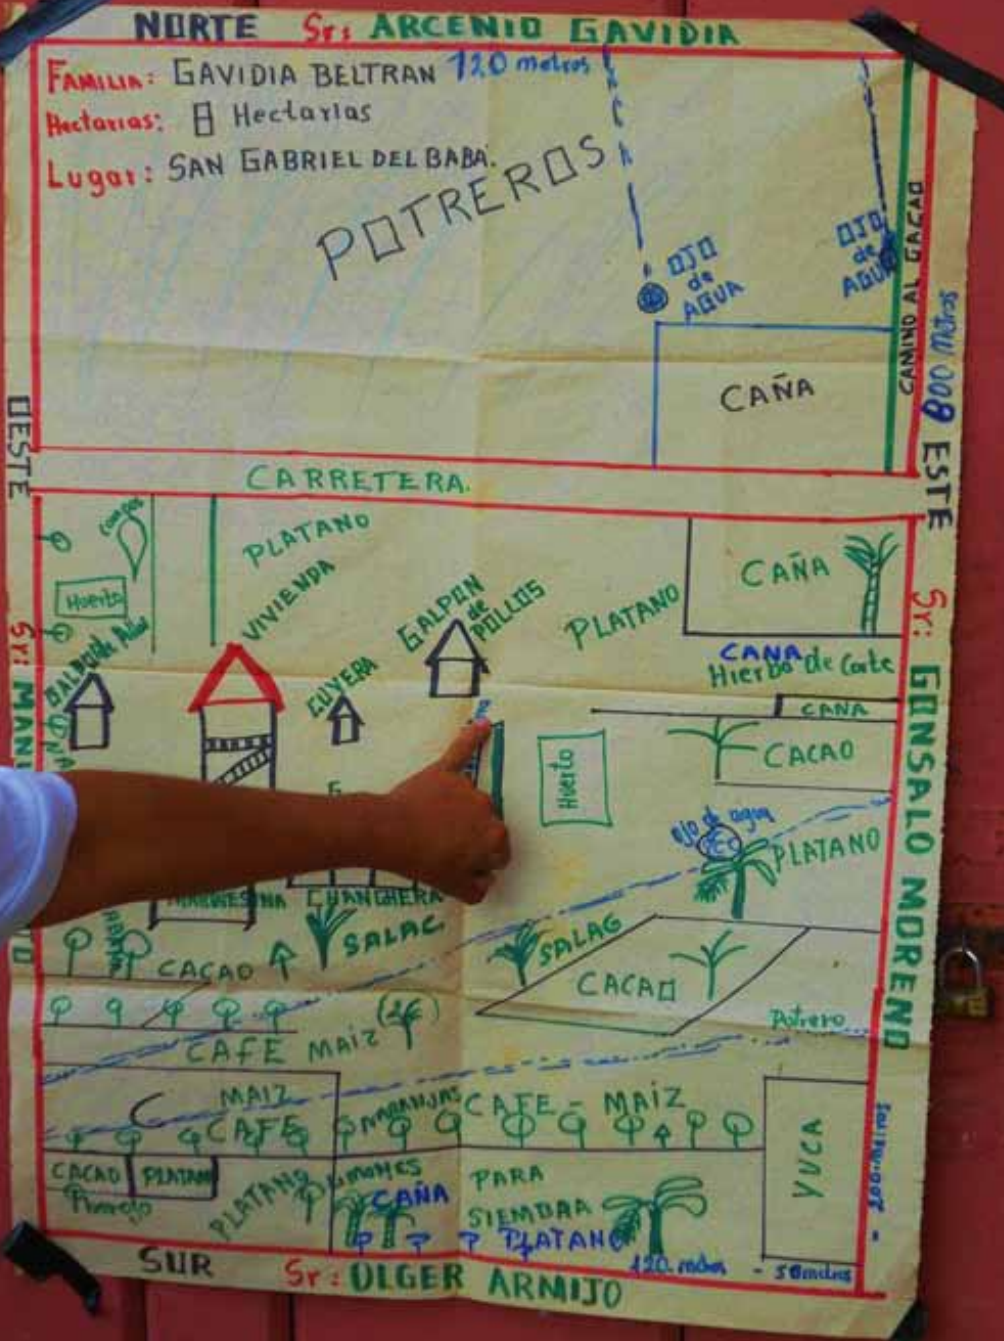 NORTE Sr: ARCENIO GAVIDIA
FAMILIA: GAVIDIA BELTRAN 120 metros
Hectarias: 8 Hectarias
Lugar: SAN GABRIEL DEL BABA.
POTREROS
OJO
de
AGUA
OJO
de
AGUA
CAMINO AL CACAO
800 metros
CAÑA
OESTE
ESTE
CARRETERA.
PLATANO
VIVIENDA
Huerto
GALPON
de
POLLOS
CUYERA
PLATANO
CAÑA
CANA
Hierba de Corte
CAÑA
CACAO
Huerto
Sr: GONSALO MORENO
Sr:
ojo de agua
PLATANO
CHANCHERA
SALAC
SALAG
CACAO
CACAO
Potrero
CAFE MAIZ
MAIZ
CAFE
NARANJAS
CAFE - MAIZ
YUCA
CACAO
PLATAN
PLATANO
LIMONES
CAÑA
PARA
SIEMBRA
PLATANO
120 metros - 50 metros
SUR Sr: OLGER ARMIJO